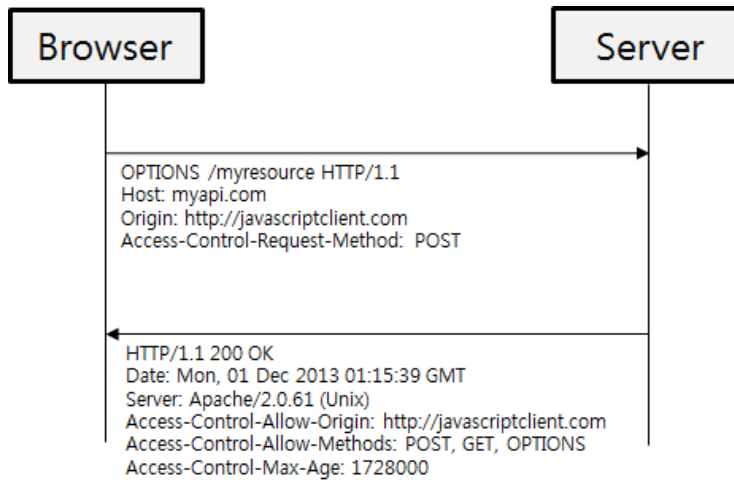 Browser
Server
OPTIONS /myresource HTTP/1.1
Host: myapi.com
Origin: http://javascriptclient.com
Access-Control-Request-Method: POST
HTTP/1.1 200 OK
Date: Mon, 01 Dec 2013 01:15:39 GMT
Server: Apache/2.0.61 (Unix)
Access-Control-Allow-Origin: http://javascriptclient.com
Access-Control-Allow-Methods: POST, GET, OPTIONS
Access-Control-Max-Age: 1728000